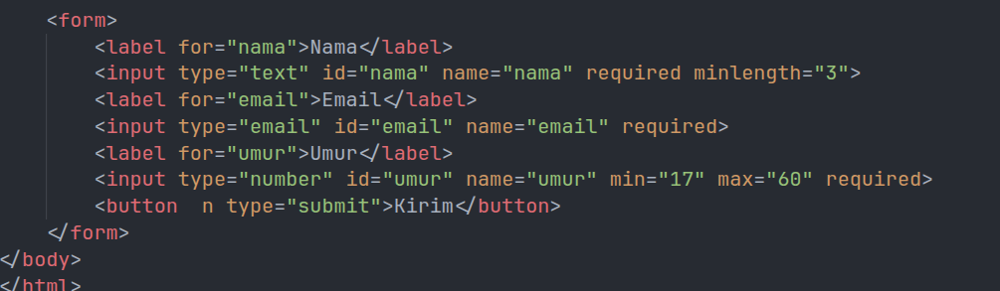 <form>
<label for="nama">Nama</label>
<input type="text" id="nama" name="nama" required minlength="3">
<label for="email">Email</label>
<input type="email" id="email" name="email" required>
<label for="umur">Umur</label>
<input type="number" id="umur" name="umur" min="17" max="60" required>
<button  n type="submit">Kirim</button>
</form>
</body>
</html>